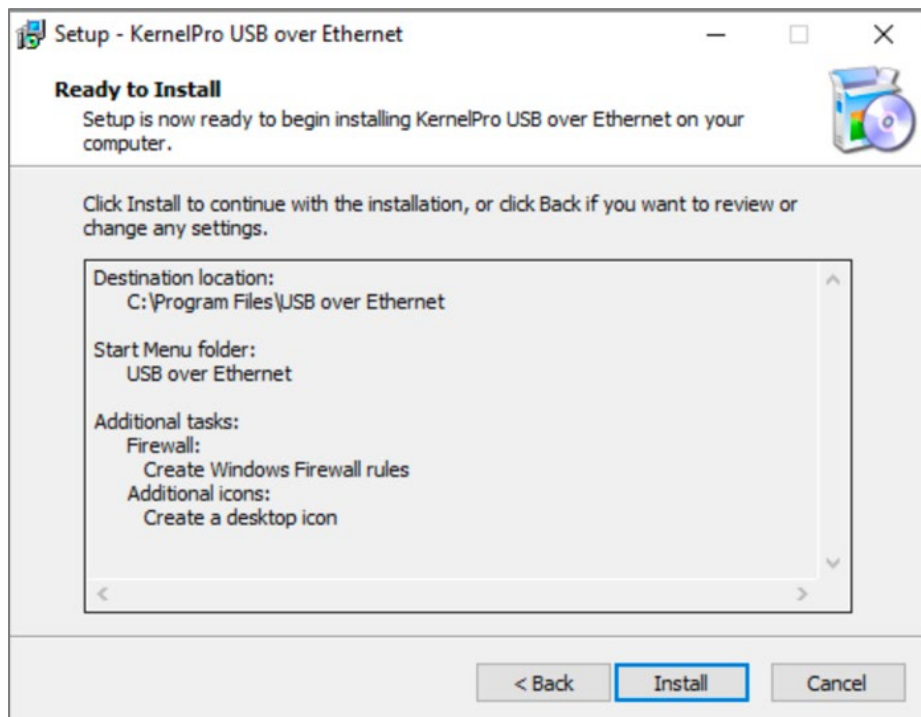 Setup - KernelPro USB over Ethernet
Ready to Install
Setup is now ready to begin installing KernelPro USB over Ethernet on your
computer.
Click Install to continue with the installation, or click Back if you want to review or
change any settings.
Destination location:
C:\Program Files\USB over Ethernet
Start Menu folder:
USB over Ethernet
Additional tasks:
Firewall:
Create Windows Firewall rules
Additional icons:
Create a desktop icon
< Back
Install
Cancel